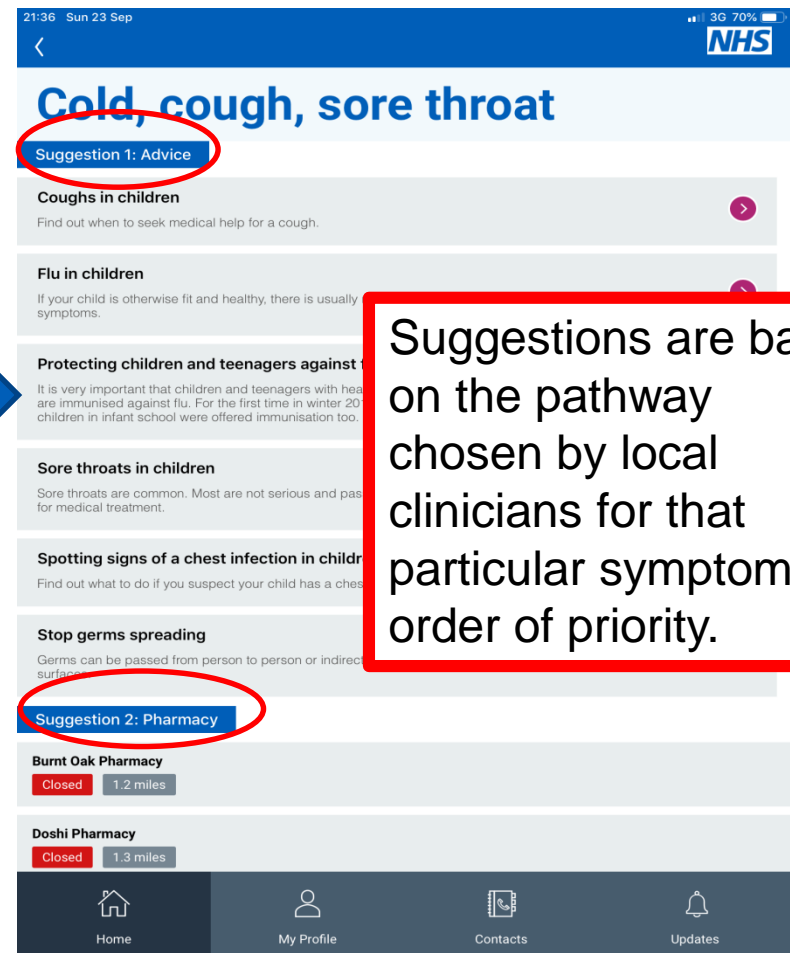 21:36 Sun 23 Sep
3G 70%
NHS
Cold, cough, sore throat
Suggestion 1: Advice
Coughs in children
Find out when to seek medical help for a cough.
Flu in children
If your child is otherwise fit and healthy, there is usually
symptoms.
Protecting children and teenagers against
It is very important that children and teenagers with
are immunised against flu. For the first time in winter
children in infant school were offered immunisation too.
Sore throats in children
Sore throats are common. Most are not serious and
for medical treatment.
Spotting signs of a chest infection in
Find out what to do if you suspect your child has a
Stop germs spreading
Germs can be passed from person to person or
Suggestions are
on the pathway
chosen by local
clinicians for that
particular symptom
order of priority.
Suggestion 2: Pharmacy
Burnt Oak Pharmacy
Closed 1.2 miles
Doshi Pharmacy
Closed 1.3 miles
Home My Profile Contacts Updates